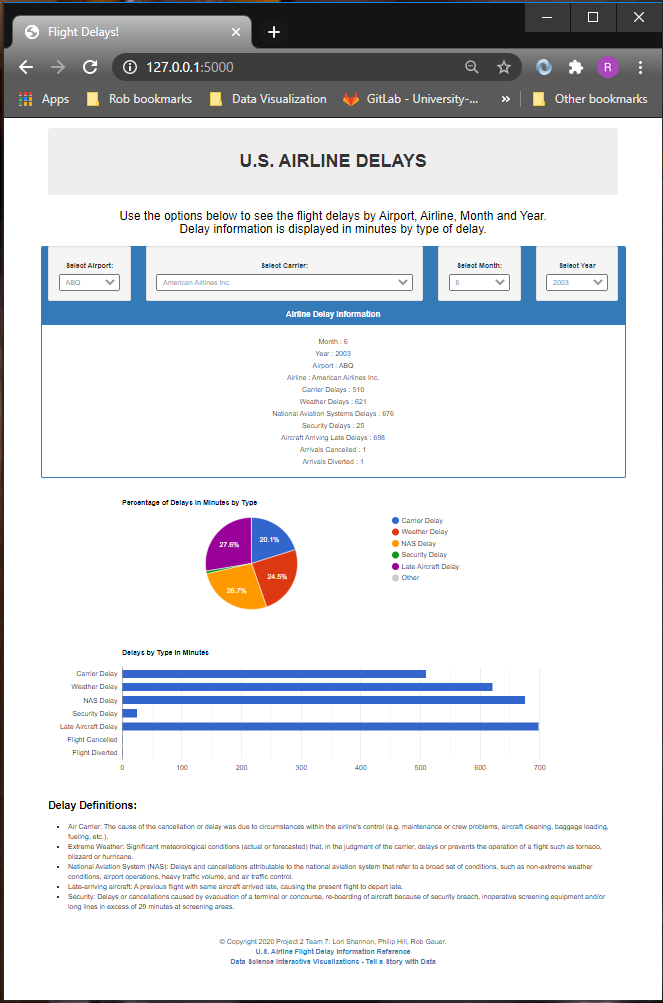 Flight Delays!
127.0.0.1:5000
R
Apps
Rob bookmarks
Data Visualization
GitLab - University-...
»
Other bookmarks
U.S. AIRLINE DELAYS
Use the options below to see the flight delays by Airport, Airline, Month and Year.
Delay information is displayed in minutes by type of delay.
Select Airport:
Select Carrier:
Select Month:
Select Year
ABQ
American Airlines Inc.
6
2003
Airline Delay Information
Month : 6
Year : 2003
Airport : ABQ
Airline : American Airlines Inc.
Carrier Delays : 510
Weather Delays : 621
National Aviation Systems Delays : 676
Security Delays : 25
Aircraft Arriving Late Delays : 698
Arrivals Cancelled : 1
Arrivals Diverted : 1
Percentage of Delays in Minutes by Type
20.1%
24.5%
26.7%
27.6%
Carrier Delay
Weather Delay
NAS Delay
Security Delay
Late Aircraft Delay
Other
Delays by Type in Minutes
Carrier Delay
Weather Delay
NAS Delay
Security Delay
Late Aircraft Delay
Flight Cancelled
Flight Diverted
0 100 200 300 400 500 600 700
Delay Definitions:
• Air Carrier: The cause of the cancellation or delay was due to circumstances within the airline's control (e.g. maintenance or crew problems, aircraft cleaning, baggage loading,
fueling, etc.).
• Extreme Weather: Significant meteorological conditions (actual or forecasted) that, in the judgment of the carrier, delays or prevents the operation of a flight such as tornado,
blizzard or hurricane.
• National Aviation System (NAS): Delays and cancellations attributable to the national aviation system that refer to a broad set of conditions, such as non-extreme weather
conditions, airport operations, heavy traffic volume, and air traffic control.
• Late-arriving aircraft: A previous flight with same aircraft arrived late, causing the present flight to depart late.
• Security: Delays or cancellations caused by evacuation of a terminal or concourse, re-boarding of aircraft because of security breach, inoperative screening equipment and/or
long lines in excess of 29 minutes at screening areas.
© Copyright 2020 Project 2 Team 7: Lori Shannon, Philip Hill, Rob Gauer.
U.S. Airline Flight Delay Information Reference
Data Science Interactive Visualizations - Tell a Story with Data